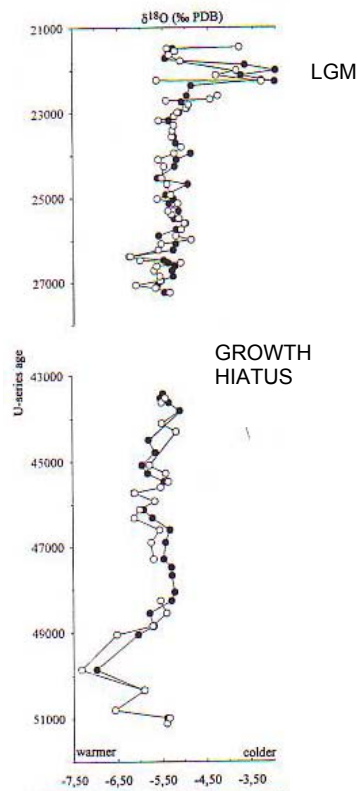 δ18O (‰ PDB)
21000
LGM
23000
25000
27000
GROWTH
HIATUS
U-series age
43000
45000
47000
49000
51000
warmer colder
-7,50 -6,50 -5,50 -4,50 -3,50